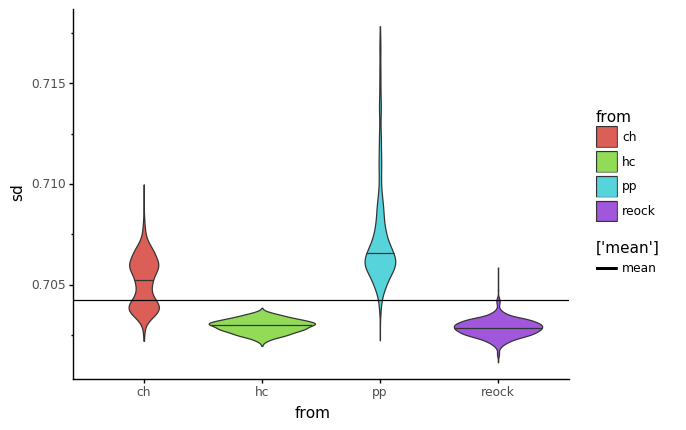 0.715
0.710
0.705
sd
ch
hc
pp
reock
from
from
ch
hc
pp
reock
['mean']
mean